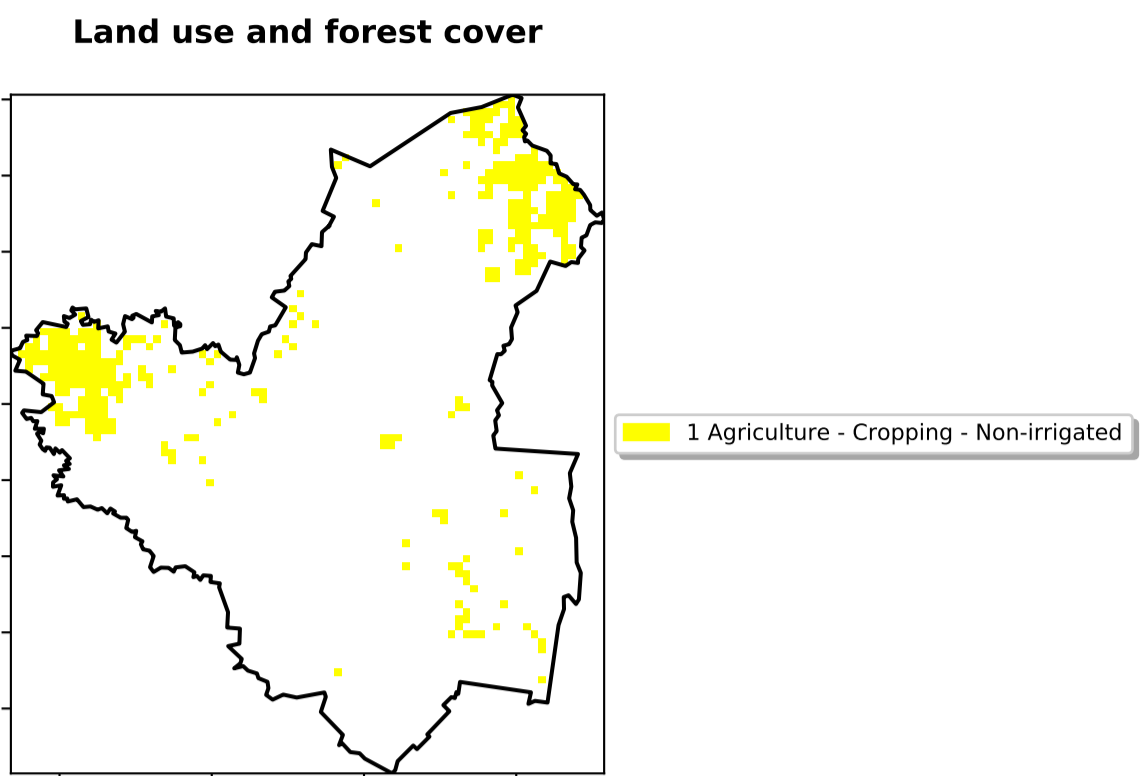 Land use and forest cover
1 Agriculture - Cropping - Non-irrigated